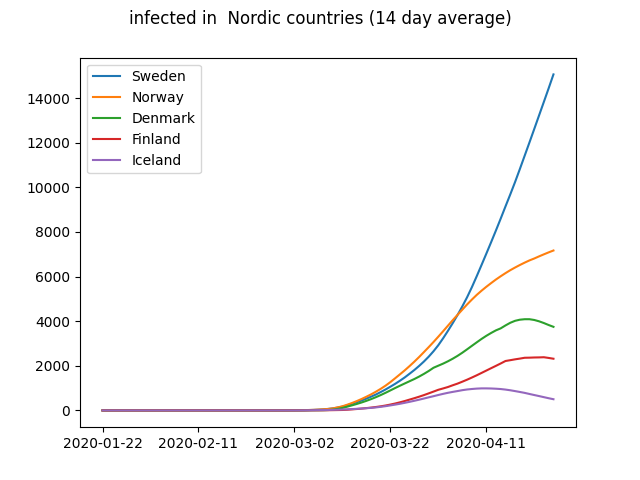 infected in  Nordic countries (14 day average)
Sweden
Norway
Denmark
Finland
Iceland
14000
12000
10000
8000
6000
4000
2000
0
2020-01-22 2020-02-11 2020-03-02 2020-03-22 2020-04-11